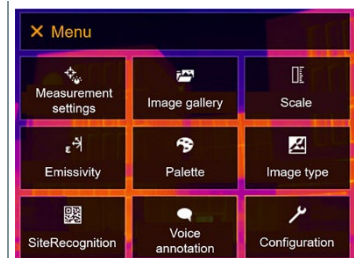 × Menu
Measurement
settings
Image gallery
Scale
ε
Emissivity
Palette
Image type
SiteRecognition
Voice
annotation
Configuration